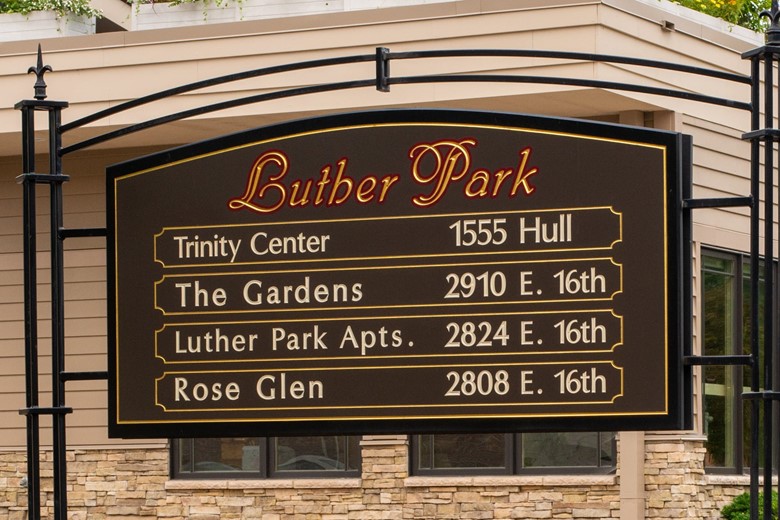 Luther Park
Trinity Center 1555 Hull
The Gardens 2910 E. 16th
Luther Park Apts. 2824 E. 16th
Rose Glen 2808 E. 16th